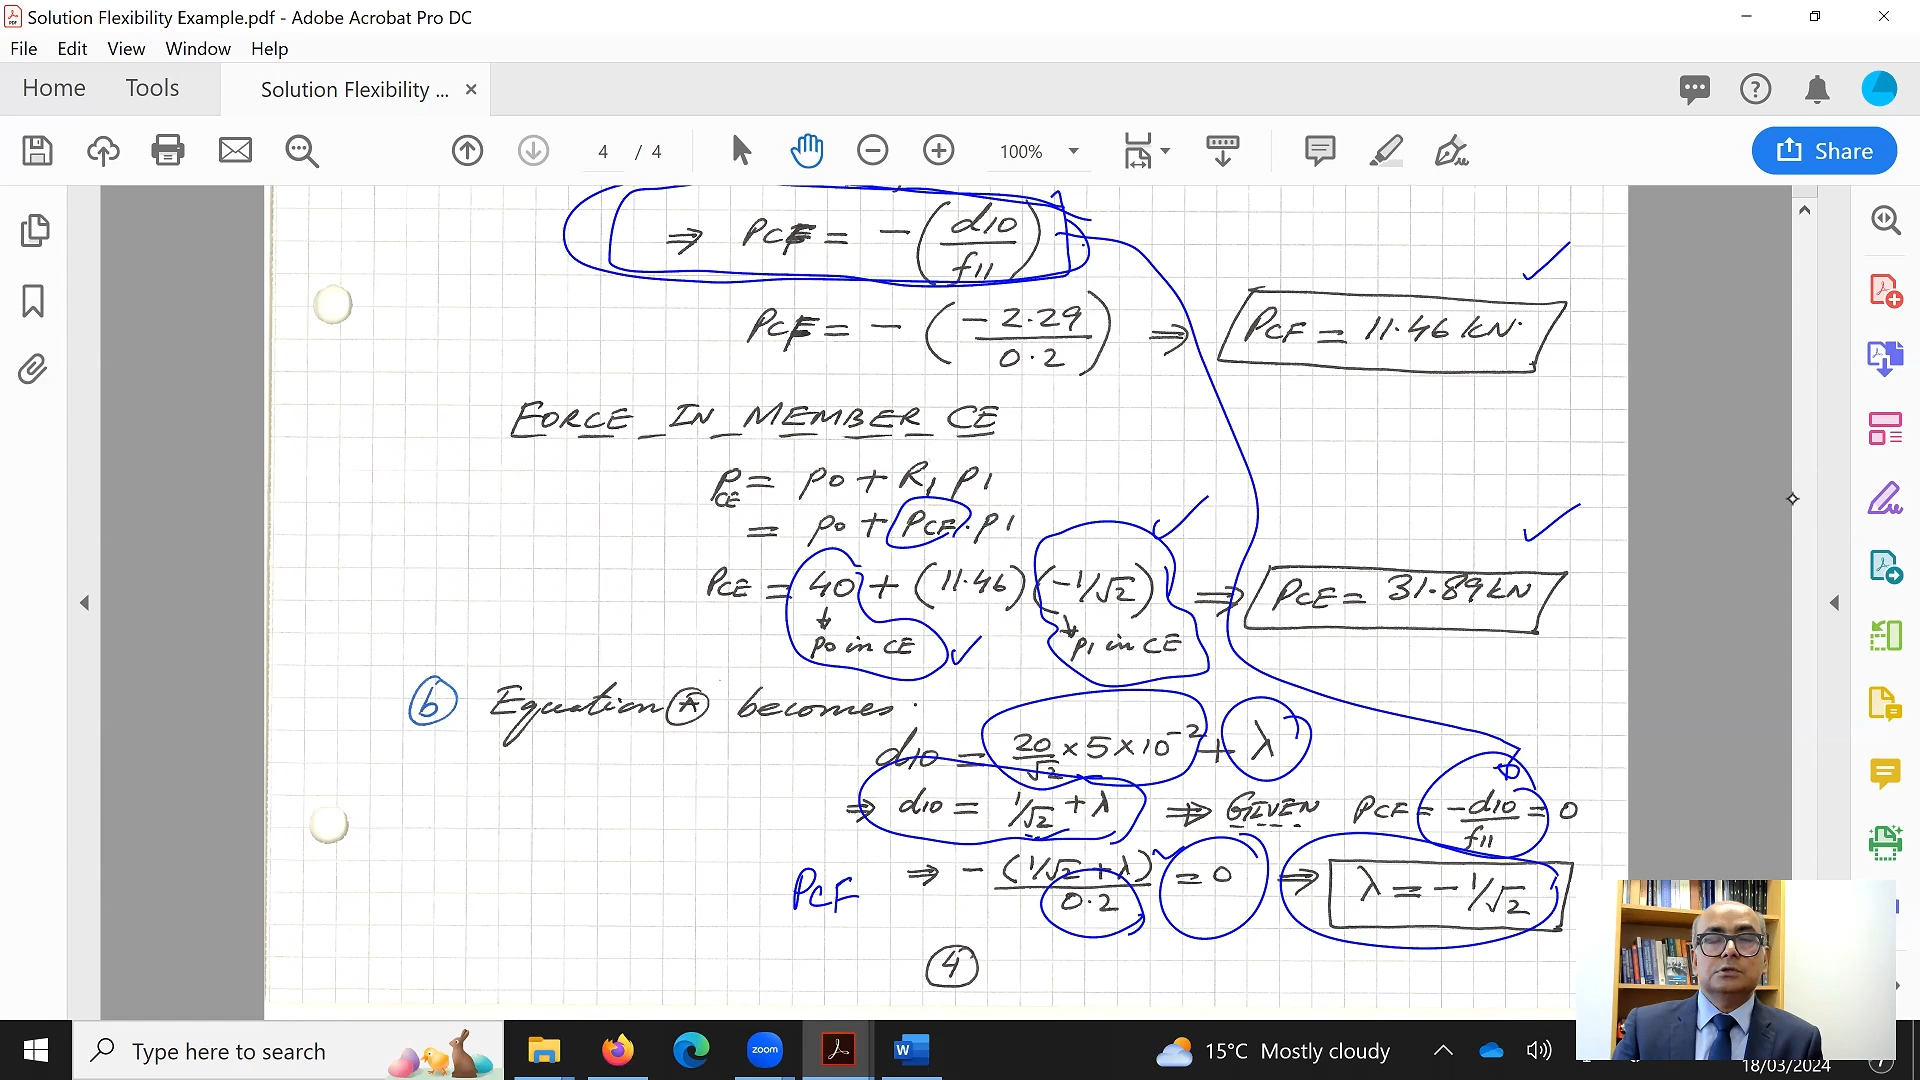 Solution Flexibility Example.pdf - Adobe Acrobat Pro DC
File Edit View Window Help
Home Tools Solution Flexibility ... ×
4 / 4 100% Share
⇒ PCF = - (d10 / f11)
PCF = - (-2.29 / 0.2) ⇒ PCF = 11.46 KN.
FORCE IN MEMBER CE
PCE = p0 + R1 p1
= p0 + PCF . p1
PCE = 40 + (11.46) (-1/√2) ⇒ PCE = 31.89 KN
p0 in CE p1 in CE
b Equation A becomes.
d10 = 20/√2 × 5 × 10⁻² + λ
⇒ d10 = 1/√2 + λ ⇒ GIVEN PCF = -d10/f11 = 0
PCF ⇒ - (1/√2 + λ) / 0.2 = 0 ⇒ λ = -1/√2
4
Type here to search
zoom
W
15°C Mostly cloudy
18/03/2024